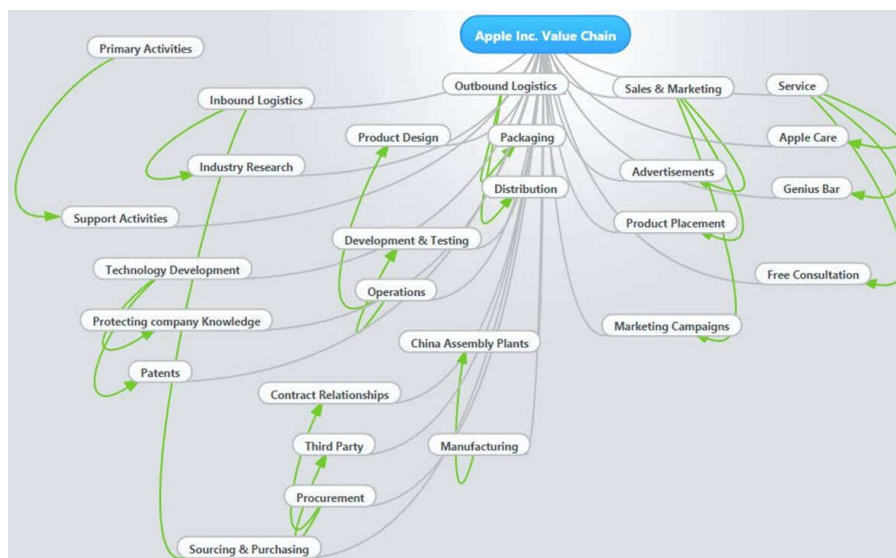 Apple Inc. Value Chain
Primary Activities
Outbound Logistics
Sales & Marketing
Service
Inbound Logistics
Product Design
Packaging
Apple Care
Industry Research
Advertisements
Distribution
Genius Bar
Support Activities
Product Placement
Development & Testing
Technology Development
Free Consultation
Operations
Protecting company Knowledge
Marketing Campaigns
China Assembly Plants
Patents
Contract Relationships
Third Party
Manufacturing
Procurement
Sourcing & Purchasing